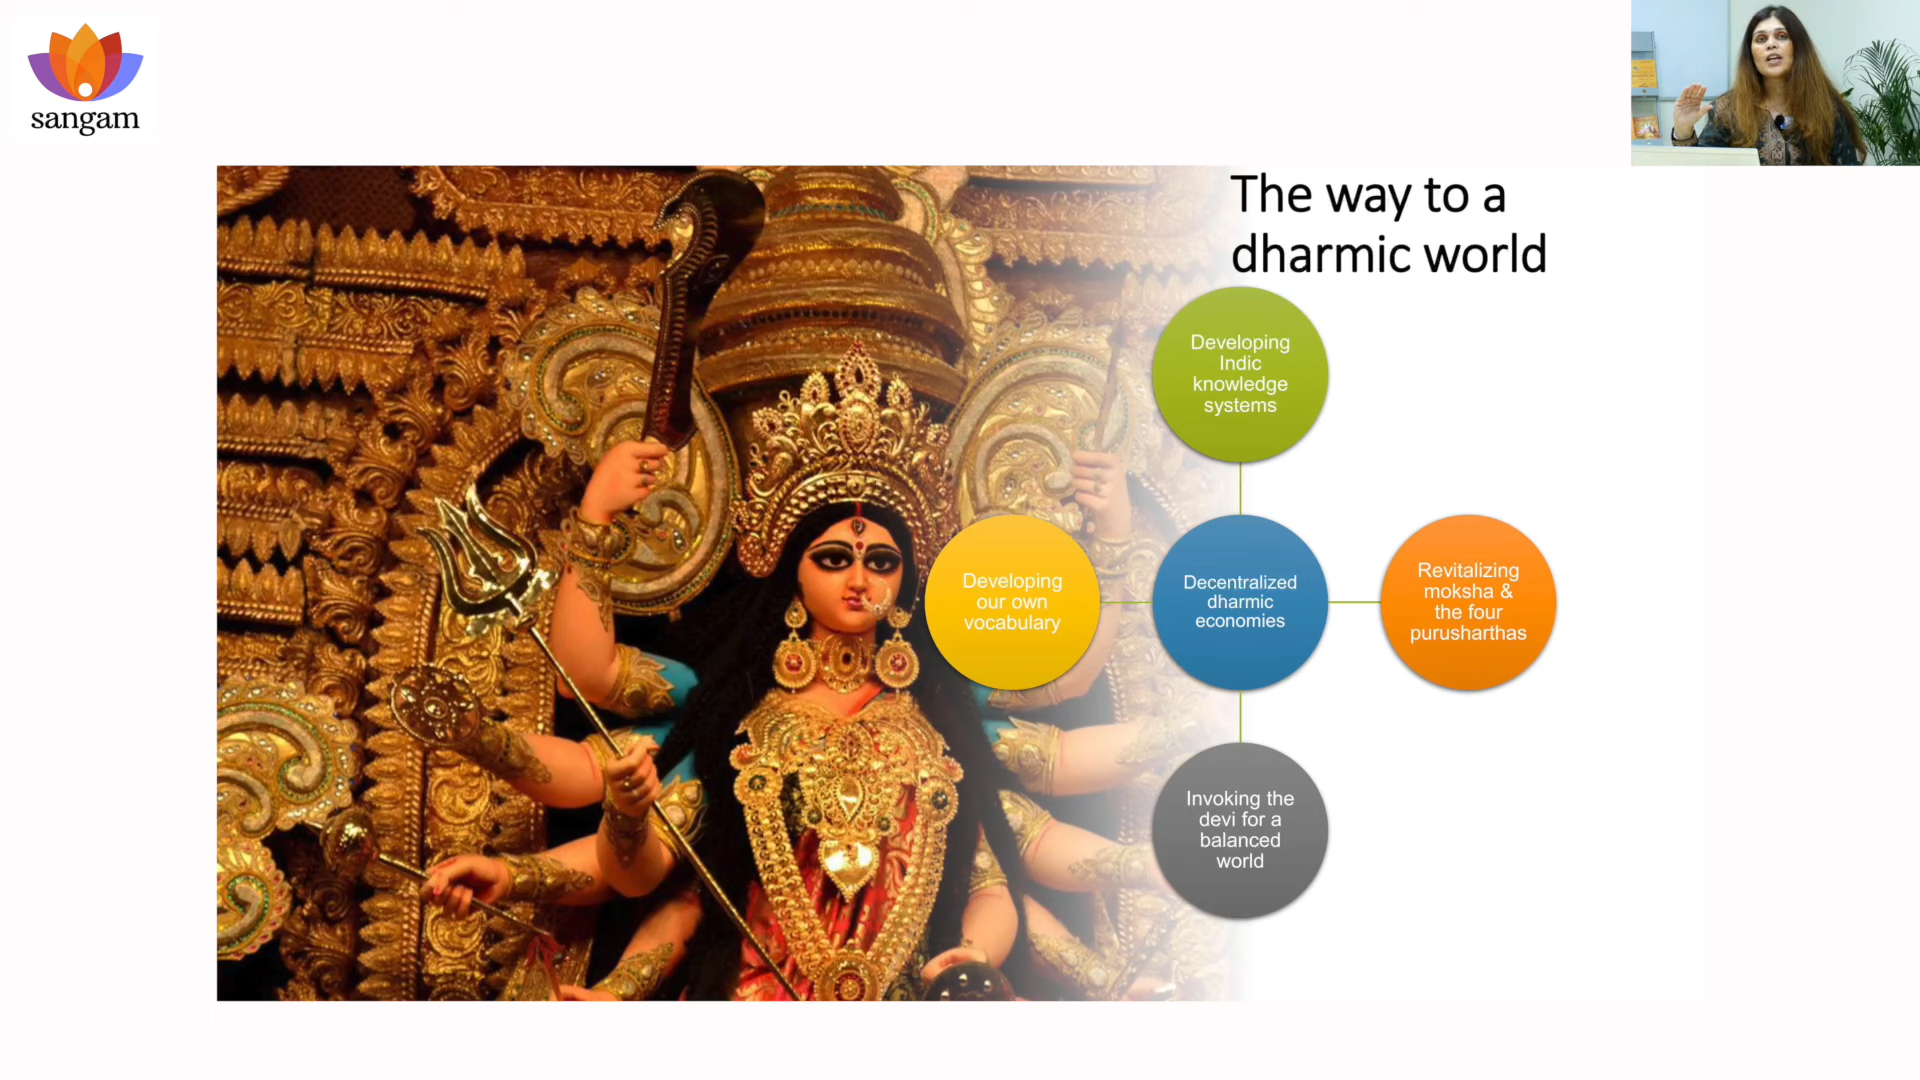 sangam
The way to a
dharmic world
Developing
Indic
knowledge
systems
Developing
our own
vocabulary
Decentralized
dharmic
economies
Revitalizing
moksha &
the four
purusharthas
Invoking the
devi for a
balanced
world